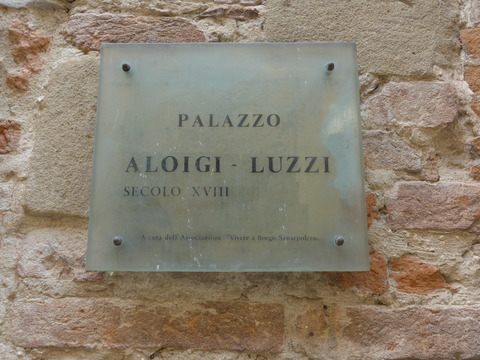 PALAZZO
ALOIGI - LUZZI
SECOLO XVIII
A cura dell'Associazione "Vivere a Borgo Sansepolcro"